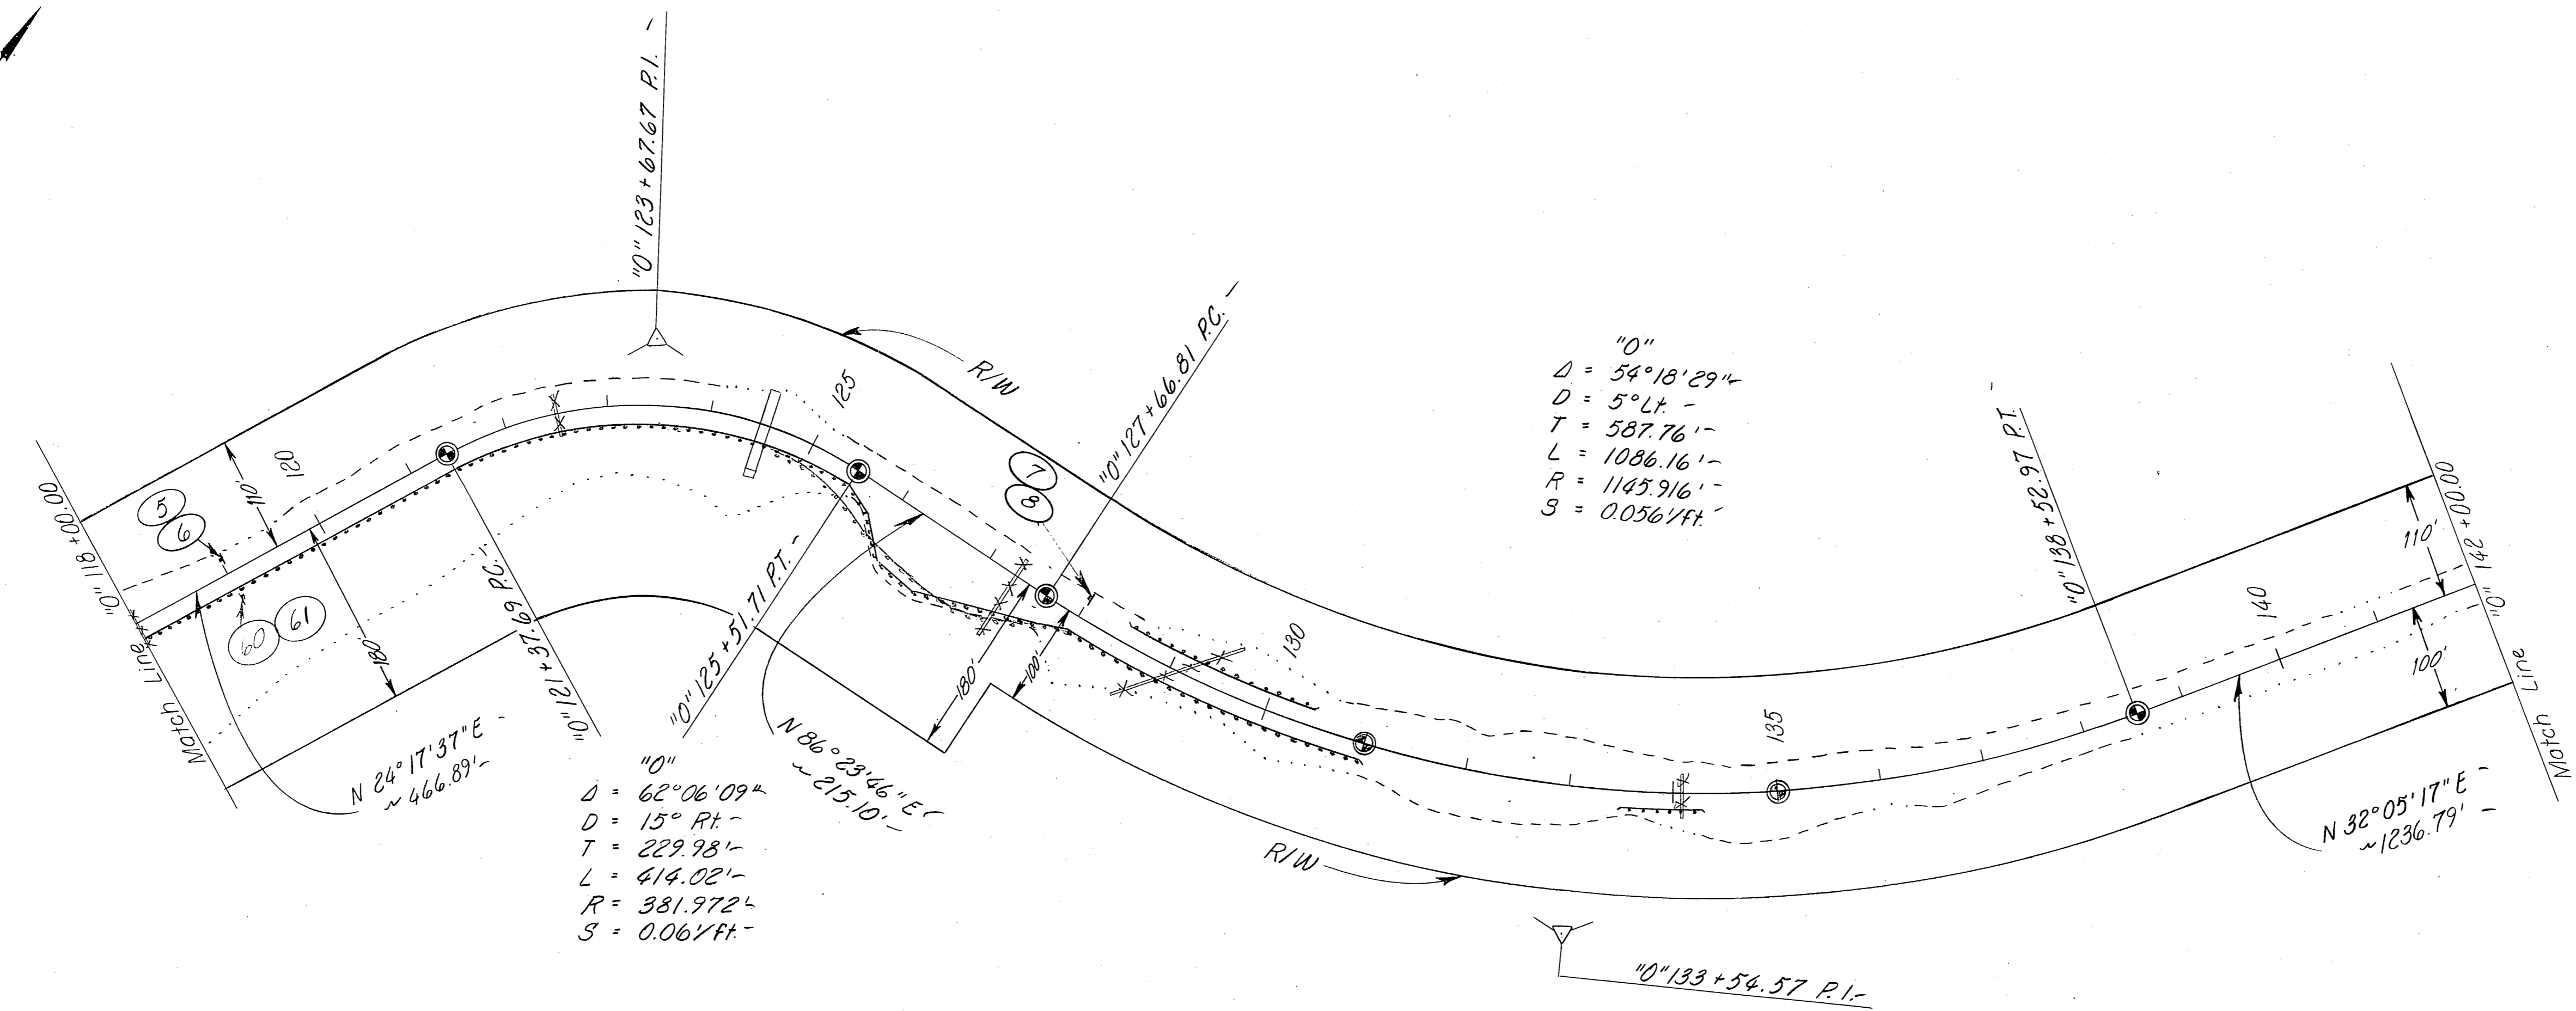 "O" 123+67.67 P.I.
"O" 118+00.00
Match Line
5
6
60
61
120
110'
180'
N 24°17'37"E
~ 466.89'
"O" 121+37.69 P.C.
125
"O" 125+51.71 P.T.
R/W
N 86°23'46"E
~ 215.10'
7
8
"O" 127+66.81 P.C.
180'
100'
"O"
Δ = 62°06'09"
D = 15° Rt.
T = 229.98'
L = 414.02'
R = 381.972'
S = 0.06'/ft.
130
"O"
Δ = 54°18'29"
D = 5° Lt.
T = 587.76'
L = 1086.16'
R = 1145.916'
S = 0.056'/ft.
135
R/W
"O" 133+54.57 P.I.
"O" 138+52.97 P.T.
140
110'
100'
N 32°05'17"E
~ 1236.79'
"O" 142+00.00
Match Line